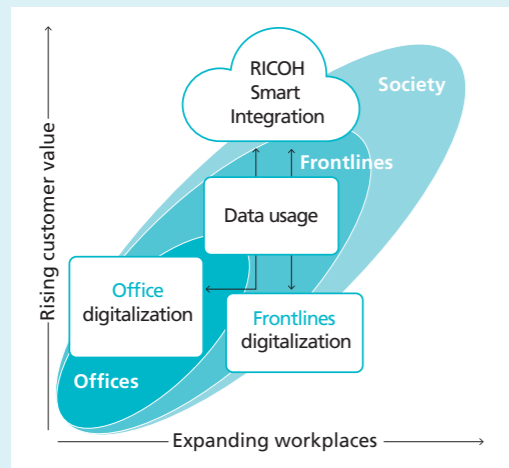 RICOH
Smart
Integration
Society
Frontlines
Data usage
Office
digitalization
Frontlines
digitalization
Offices
Rising customer value
Expanding workplaces